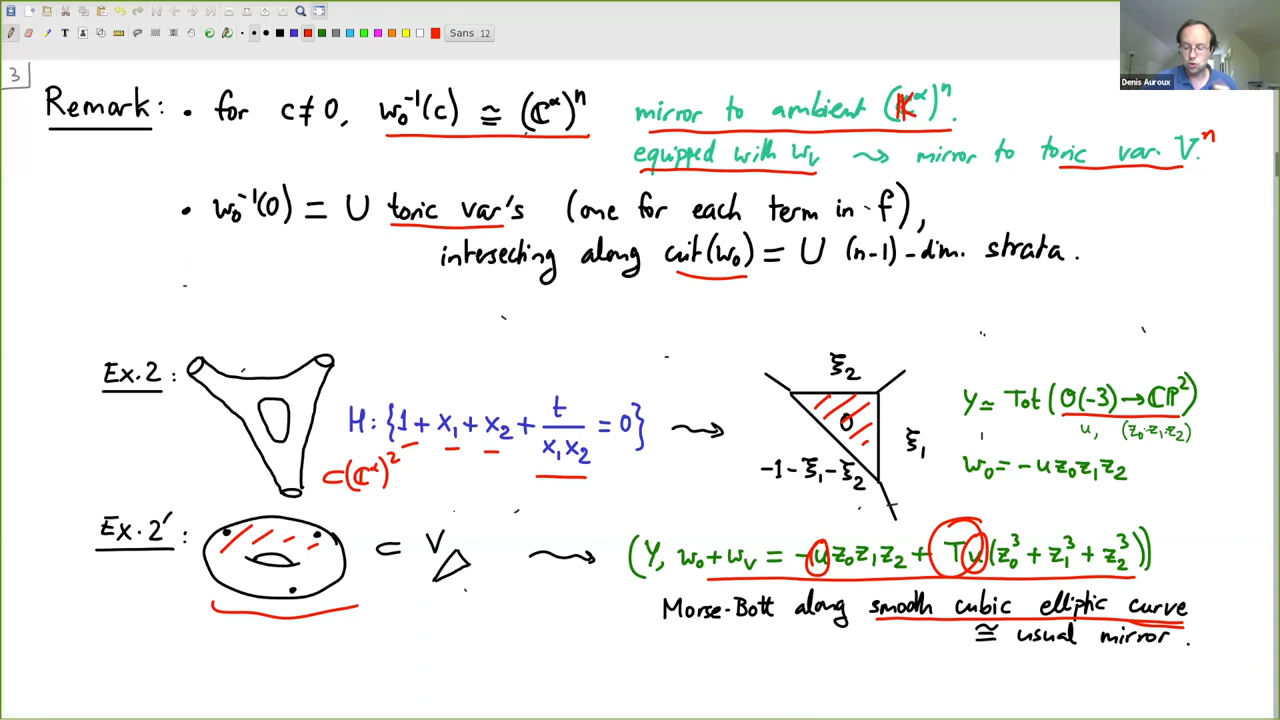 Sans 12
Denis Auroux
3
Remark: • for c≠0, w₀⁻¹(c) ≅ (ℂ*)ⁿ mirror to ambient (K*)ⁿ.
equipped with w_V ⇝ mirror to toric var. Vⁿ.
• w₀⁻¹(0) = ∪ toric var's (one for each term in f),
intersecting along crit(w₀) = ∪ (n-1)-dim. strata.
Ex. 2 : H: {1 + x₁ + x₂ + t/(x₁x₂) = 0} ⊂ (ℂ*)²
ξ₂
0
ξ₁
-1-ξ₁-ξ₂
Y ≃ Tot (O(-3) → ℂP²)
u, (z₀:z₁:z₂)
w₀ = -u z₀z₁z₂
Ex. 2′ : ⊂ V (Y, w₀+w_V = -u z₀z₁z₂ + T u (z₀³ + z₁³ + z₂³))
Morse-Bott along smooth cubic elliptic curve
≅ usual mirror.